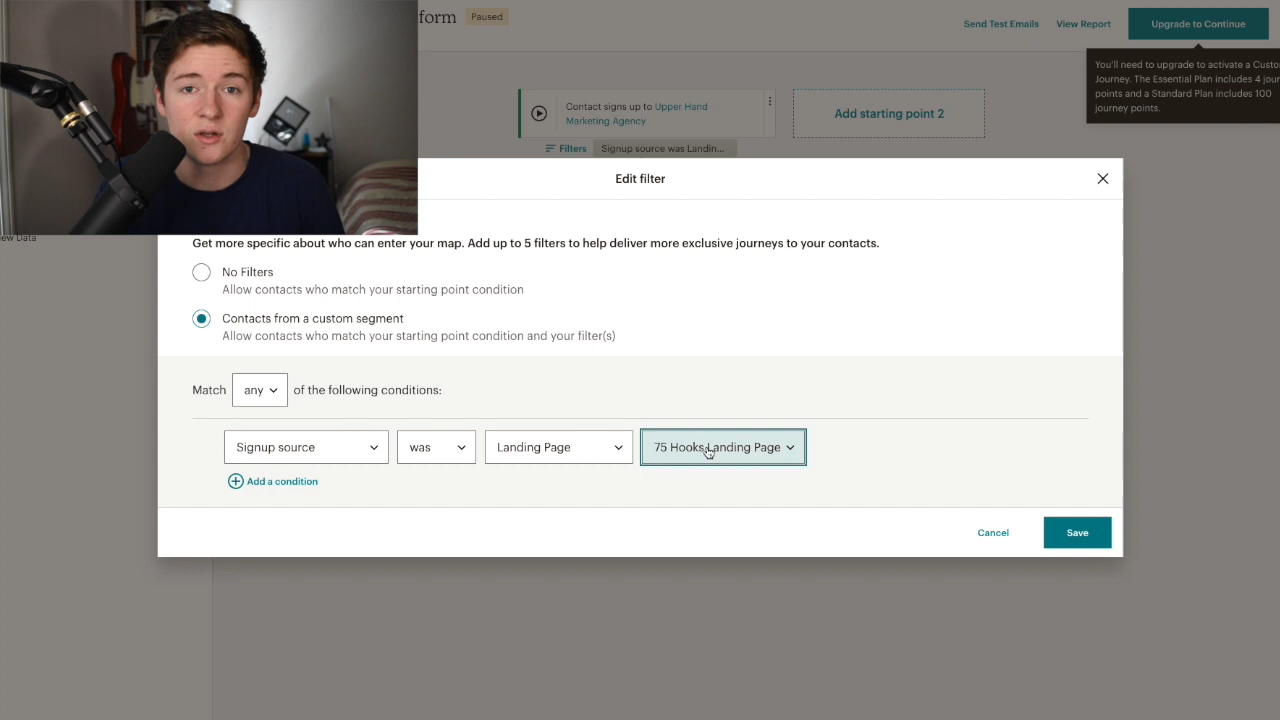 form
Paused
Send Test Emails
View Report
Upgrade to Continue
You'll need to upgrade to activate a Custo
Journey. The Essential Plan includes 4 jour
points and a Standard Plan includes 100
journey points.
Contact signs up to Upper Hand
Marketing Agency
Add starting point 2
Filters
Signup source was Landin...
Edit filter
ew Data
Get more specific about who can enter your map. Add up to 5 filters to help deliver more exclusive journeys to your contacts.
No Filters
Allow contacts who match your starting point condition
Contacts from a custom segment
Allow contacts who match your starting point condition and your filter(s)
Match any of the following conditions:
Signup source
was
Landing Page
75 Hooks Landing Page
Add a condition
Cancel
Save